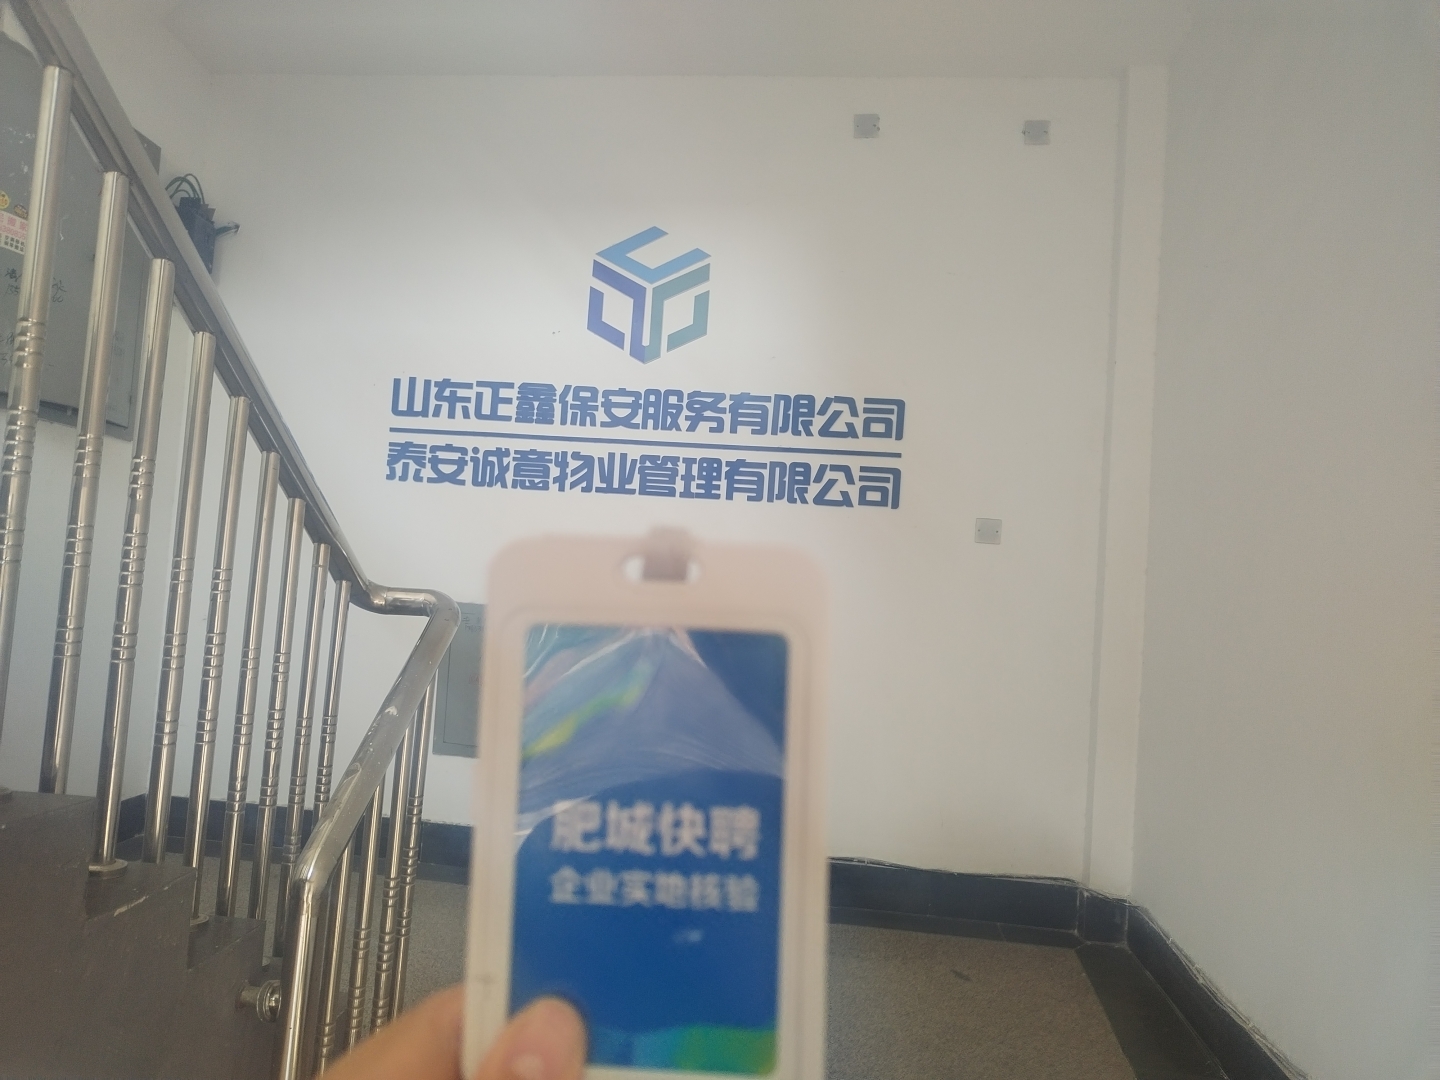 山东正鑫保安服务有限公司
泰安诚意物业管理有限公司
肥城快聘
企业实地核验